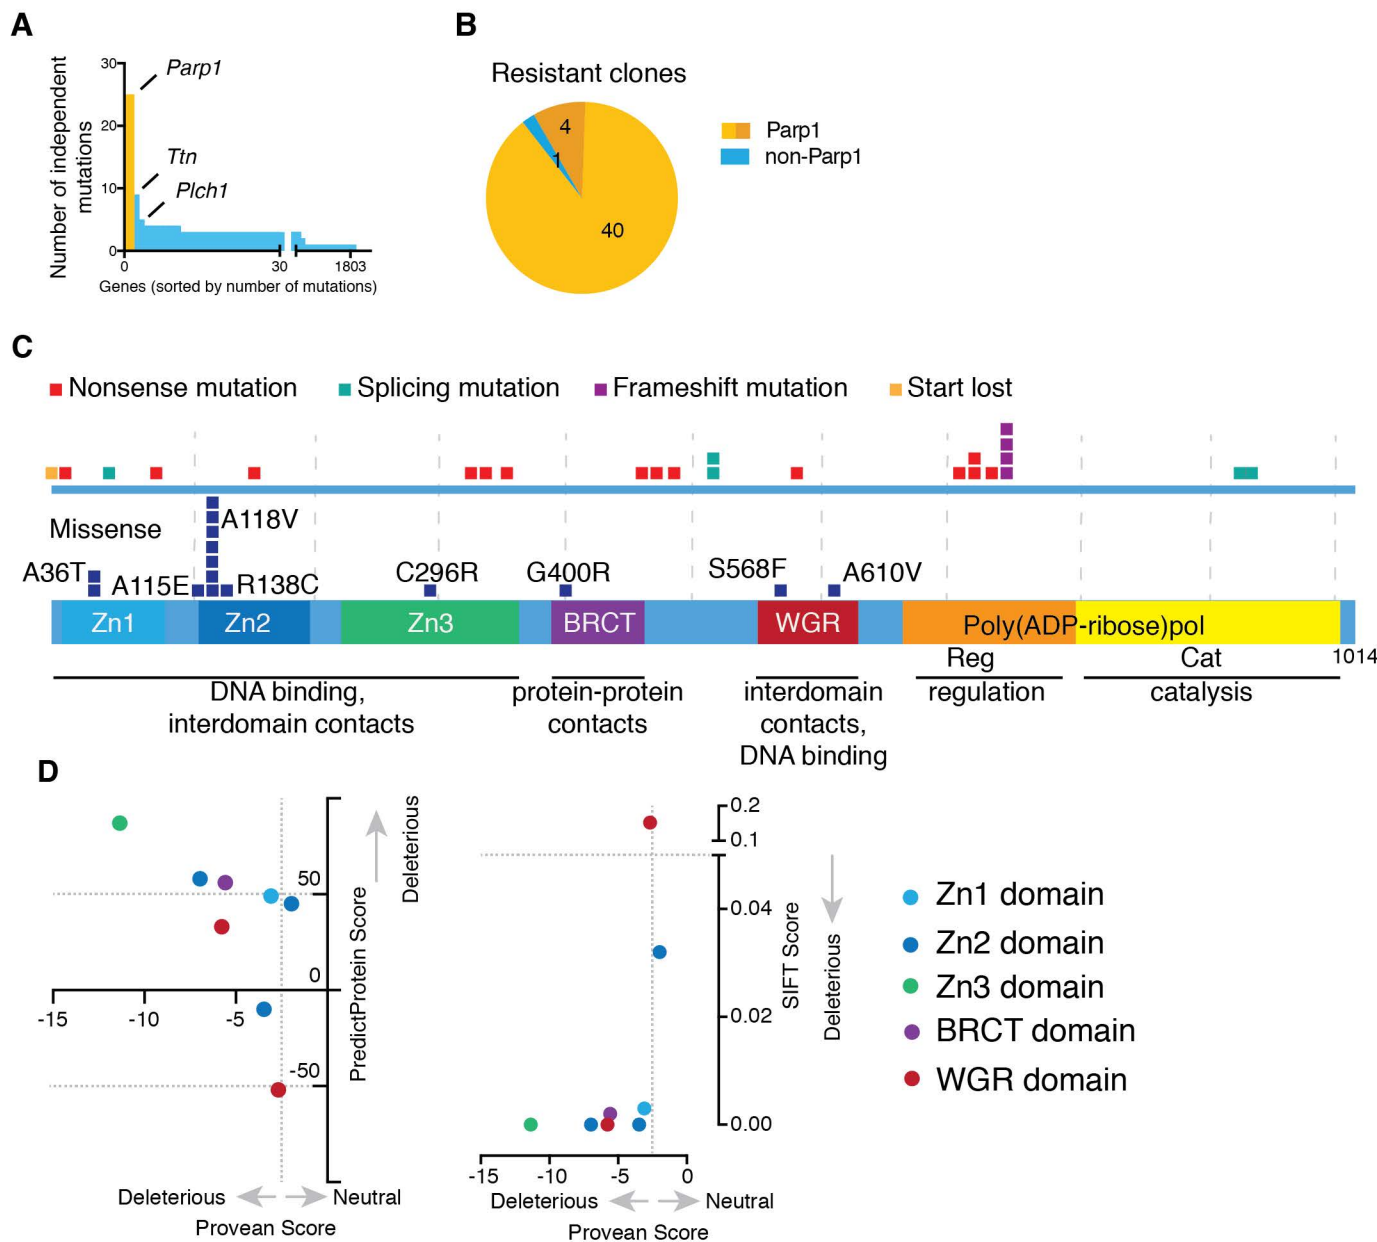 A
Number of independent
mutations
30
20
10
0
Parp1
Ttn
Plch1
0
30
1803
Genes (sorted by number of mutations)
B
Resistant clones
4
1
40
Parp1
non-Parp1
C
Nonsense mutation
Splicing mutation
Frameshift mutation
Start lost
Missense
A118V
A36T
A115E
R138C
C296R
G400R
S568F
A610V
Zn1
Zn2
Zn3
BRCT
WGR
Poly(ADP-ribose)pol
Reg
Cat
1014
DNA binding,
interdomain contacts
protein-protein
contacts
interdomain
contacts,
DNA binding
regulation
catalysis
D
50
0
-50
-15
-10
-5
PredictProtein Score
Deleterious
Deleterious
Neutral
Provean Score
0.2
0.1
0.04
0.02
0.00
SIFT Score
Deleterious
-15
-10
-5
0
Deleterious
Neutral
Provean Score
Zn1 domain
Zn2 domain
Zn3 domain
BRCT domain
WGR domain